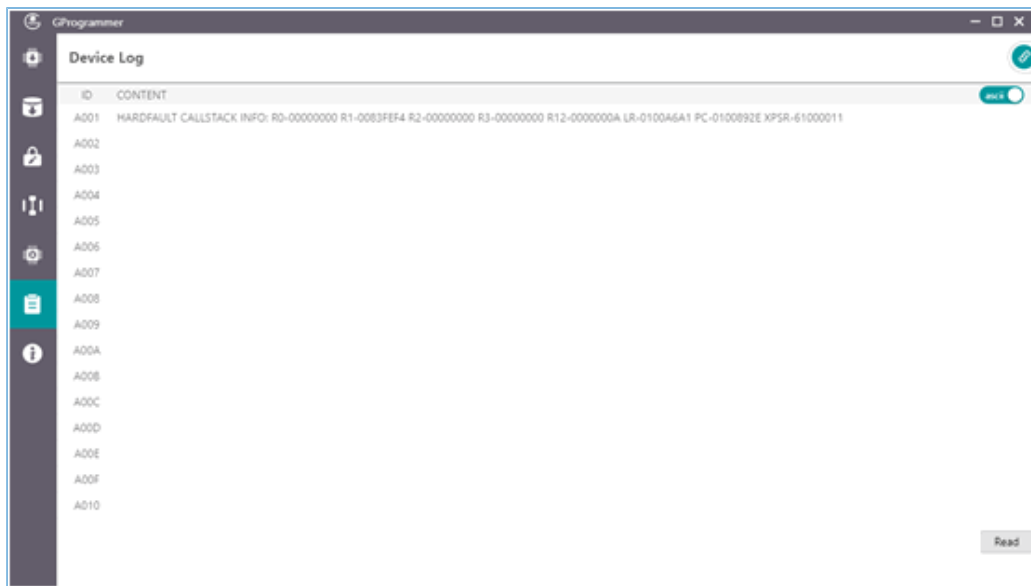 GProgrammer
Device Log
ID CONTENT
ascii
A001 HARDFAULT CALLSTACK INFO: R0-00000000 R1-0083FEF4 R2-00000000 R3-00000000 R12-0000000A LR-0100A6A1 PC-0100892E XPSR-61000011
A002
A003
A004
A005
A006
A007
A008
A009
A00A
A00B
A00C
A00D
A00E
A00F
A010
Read